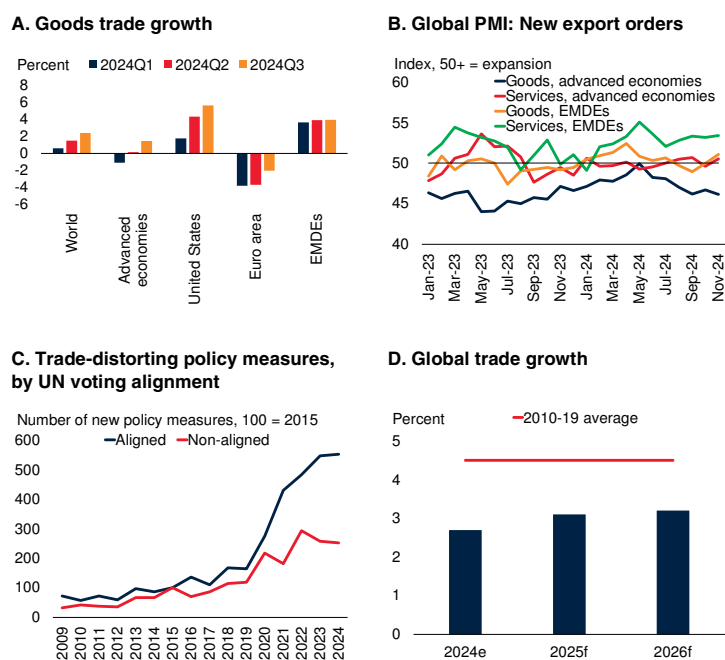 A. Goods trade growth
Percent
2024Q1
2024Q2
2024Q3
8
6
4
2
0
-2
-4
-6
World
Advanced
economies
United States
Euro area
EMDEs
B. Global PMI: New export orders
Index, 50+ = expansion
60
55
50
45
40
Goods, advanced economies
Services, advanced economies
Goods, EMDEs
Services, EMDEs
Jan-23
Mar-23
May-23
Jul-23
Sep-23
Nov-23
Jan-24
Mar-24
May-24
Jul-24
Sep-24
Nov-24
C. Trade-distorting policy measures,
by UN voting alignment
Number of new policy measures, 100 = 2015
Aligned
Non-aligned
600
500
400
300
200
100
0
2009
2010
2011
2012
2013
2014
2015
2016
2017
2018
2019
2020
2021
2022
2023
2024
D. Global trade growth
Percent
2010-19 average
5
4
3
2
1
0
2024e
2025f
2026f